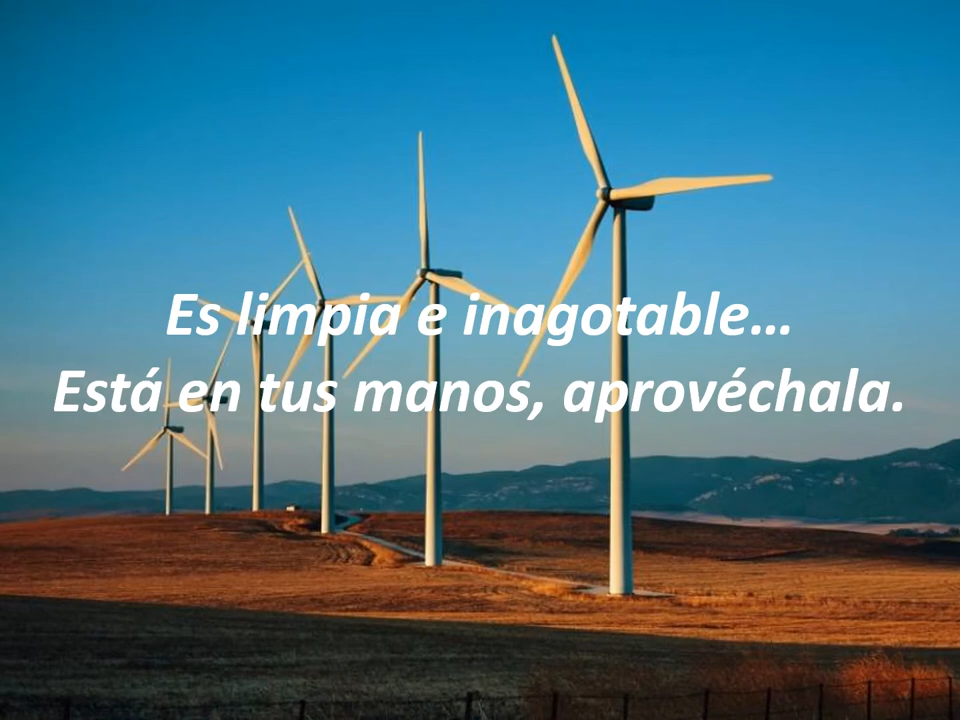 Es limpia e inagotable…
Está en tus manos, aprovéchala.